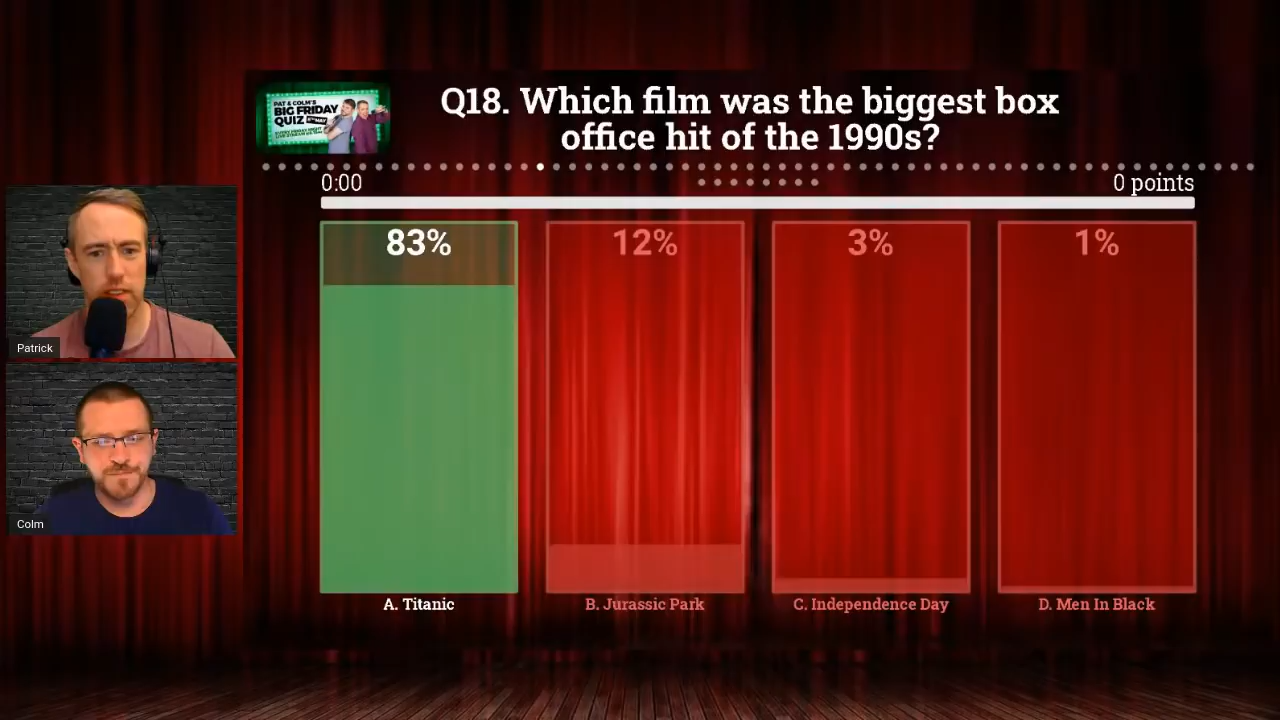 PAT & COLM'S
BIG FRIDAY
QUIZ
Q18. Which film was the biggest box
office hit of the 1990s?
0:00
0 points
83%
12%
3%
1%
A. Titanic
B. Jurassic Park
C. Independence Day
D. Men In Black
Patrick
Colm